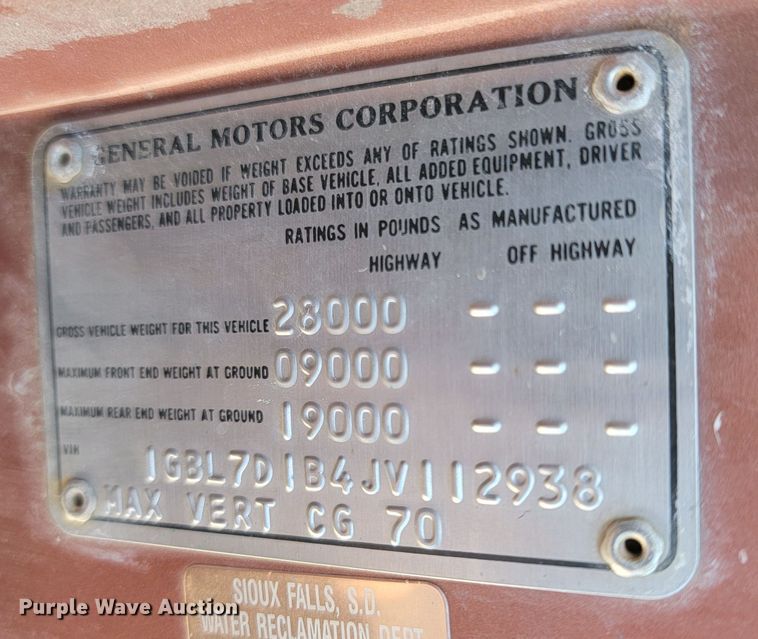 GENERAL MOTORS CORPORATION
WARRANTY MAY BE VOIDED IF WEIGHT EXCEEDS ANY OF RATINGS SHOWN. GROSS
VEHICLE WEIGHT INCLUDES WEIGHT OF BASE VEHICLE, ALL ADDED EQUIPMENT, DRIVER
AND PASSENGERS, AND ALL PROPERTY LOADED INTO OR ONTO VEHICLE.
RATINGS IN POUNDS AS MANUFACTURED
HIGHWAY OFF HIGHWAY
GROSS VEHICLE WEIGHT FOR THIS VEHICLE 28000 - - -
MAXIMUM FRONT END WEIGHT AT GROUND 09000 - - -
MAXIMUM REAR END WEIGHT AT GROUND 19000 - - -
VIN 1GBL7D1B4JV112938
MAX VERT CG 70
SIOUX FALLS, S.D.
WATER RECLAMATION DEPT.
Purple Wave Auction